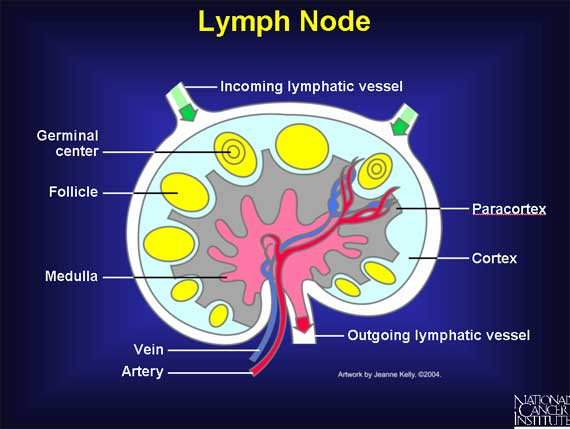 Lymph Node
Incoming lymphatic vessel
Germinal
center
Follicle
Paracortex
Cortex
Medulla
Outgoing lymphatic vessel
Vein
Artery
Artwork by Jeanne Kelly. ©2004.
NATIONAL
CANCER
INSTITUTE